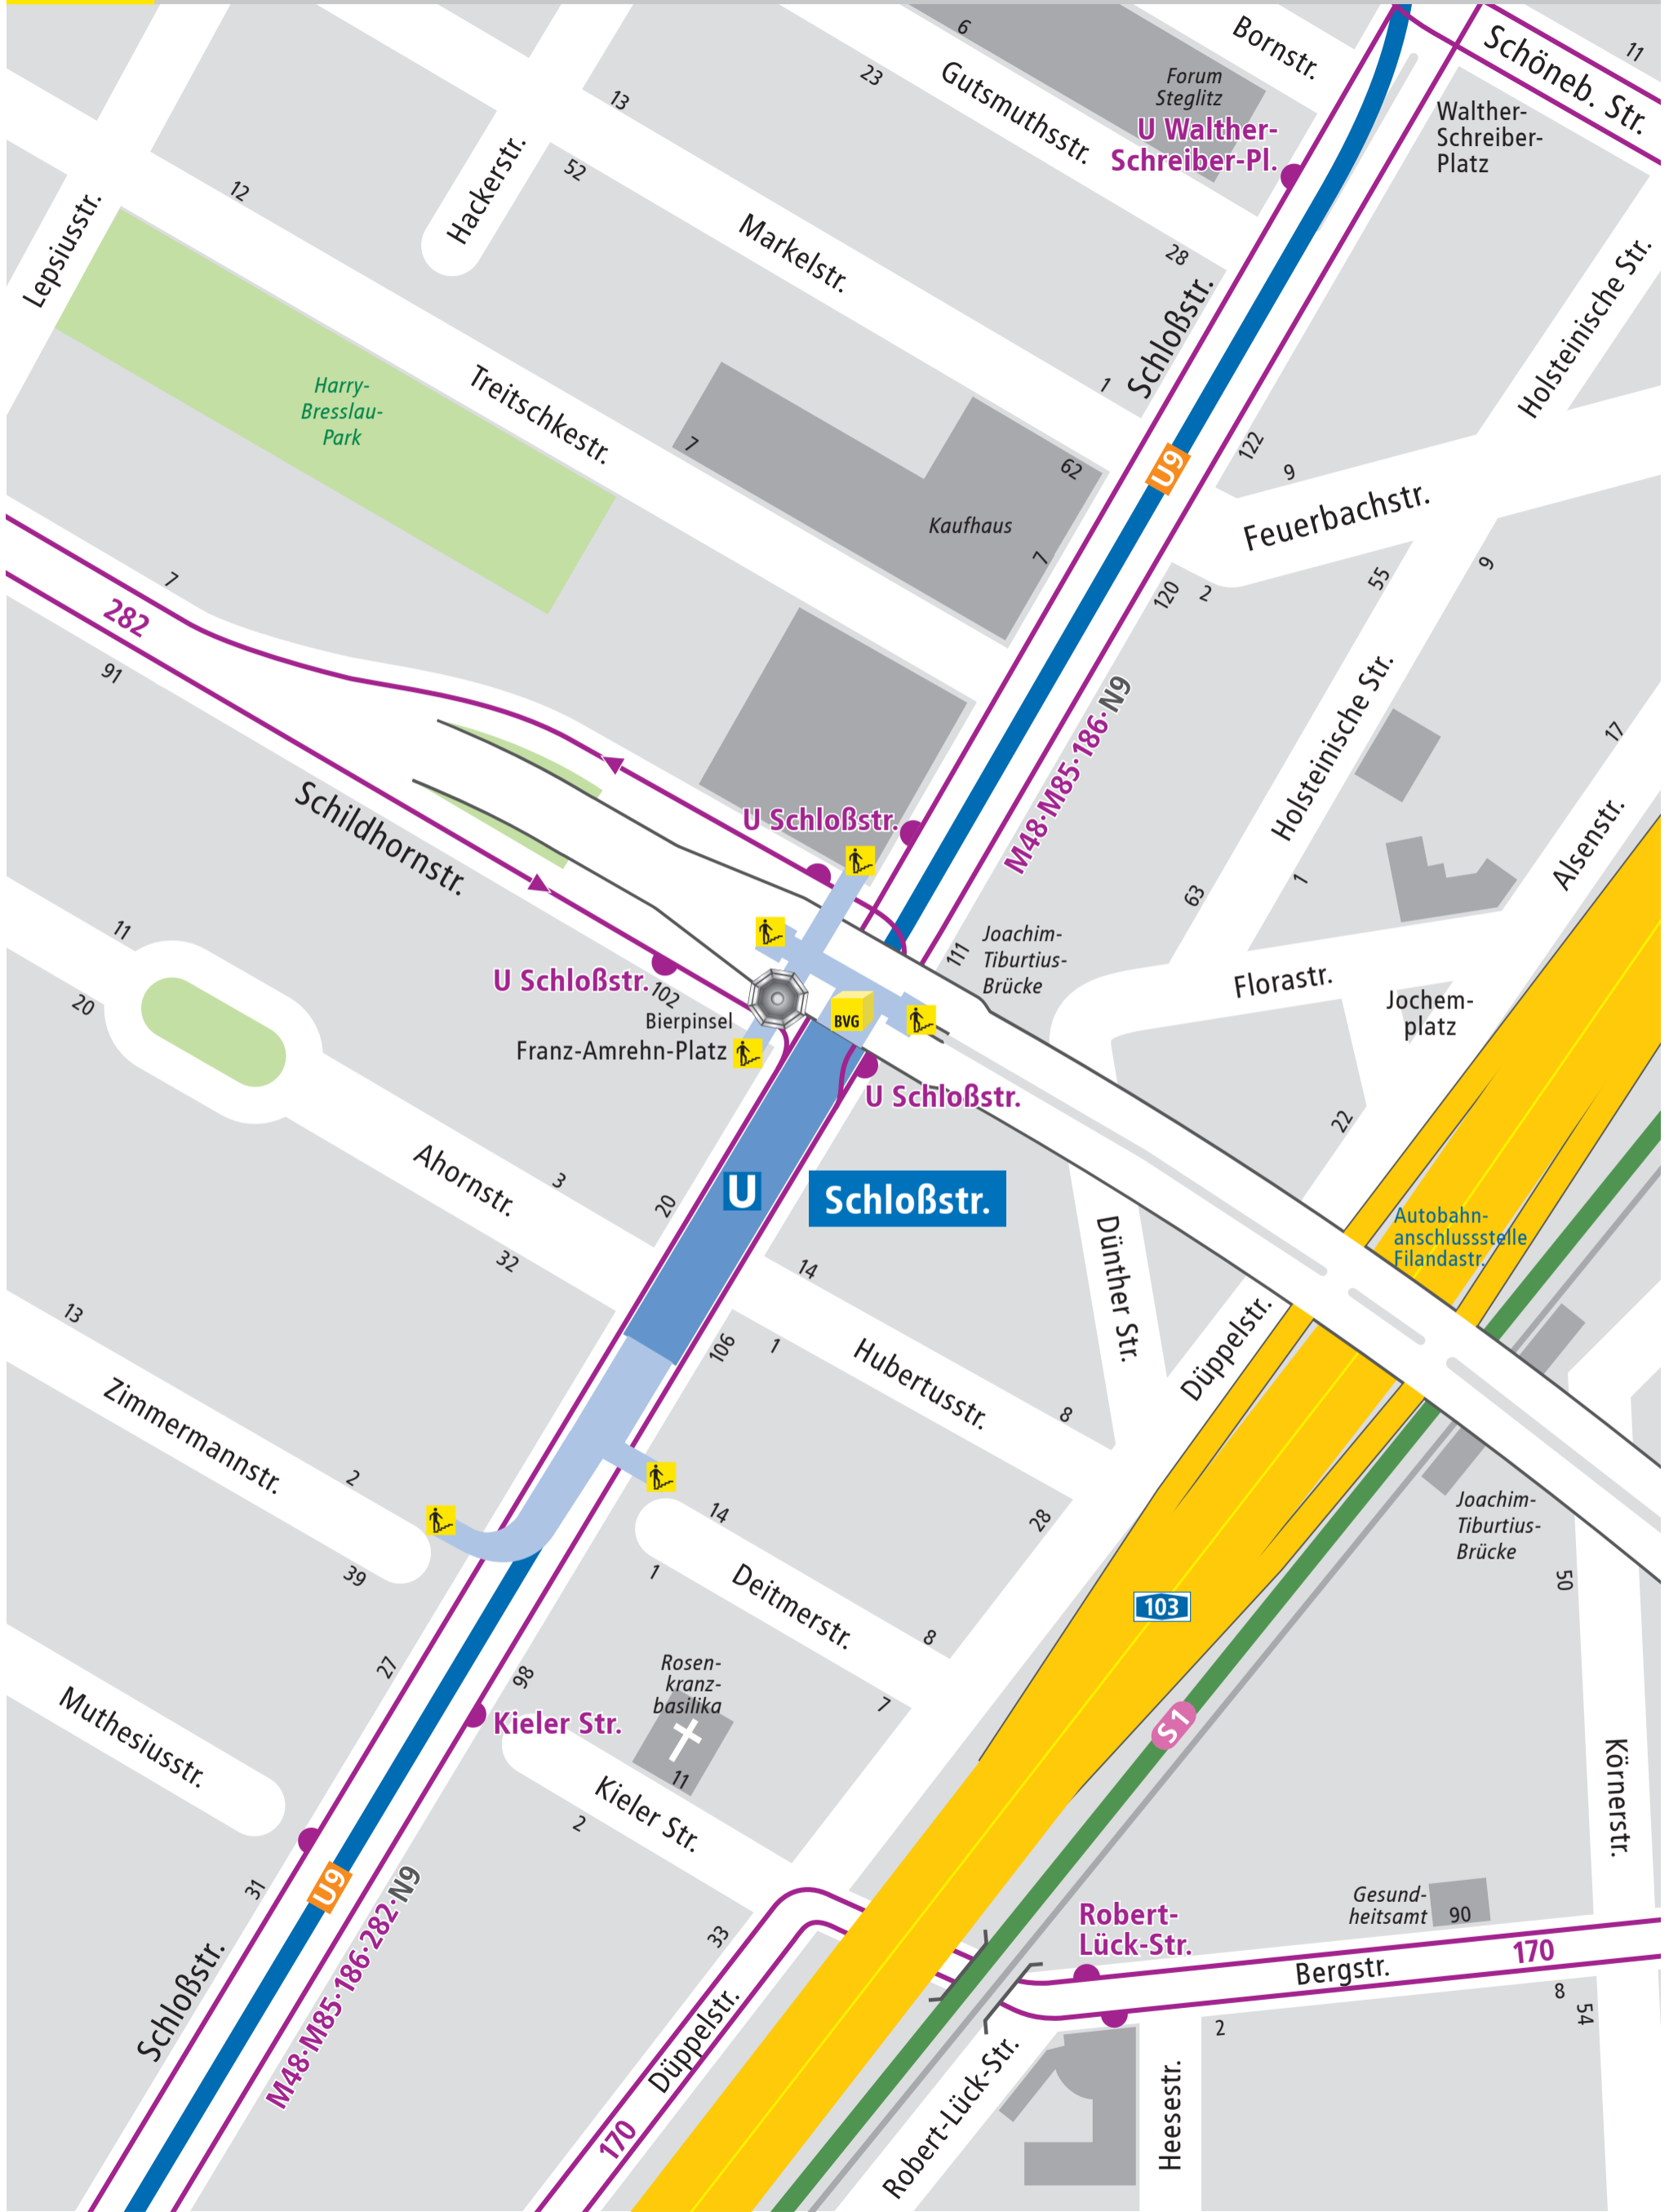 6
Bornstr.
11
Schöneb. Str.
23
Gutsmuthsstr.
Forum
Steglitz
U Walther-
Schreiber-Pl.
Walther-
Schreiber-
Platz
13
Hackerstr.
52
12
Lepsiusstr.
Markelstr.
28
Schloßstr.
Holsteinische Str.
1
Harry-
Bresslau-
Park
Treitschkestr.
7
62
U9
122
9
Kaufhaus
Feuerbachstr.
7
7
120
2
55
9
282
91
M48·M85·186·N9
Holsteinische Str.
17
Schildhornstr.
U Schloßstr.
Alsenstr.
63
1
11
111
Joachim-
Tiburtius-
Brücke
U Schloßstr.
102
Florastr.
20
Bierpinsel
BVG
Jochem-
platz
Franz-Amrehn-Platz
U Schloßstr.
22
Ahornstr.
3
20
U
Schloßstr.
Autobahn-
anschlussstelle
Filandastr.
32
14
Dünther Str.
13
106
1
Hubertusstr.
Düppelstr.
Zimmermannstr.
8
2
14
28
Joachim-
Tiburtius-
Brücke
39
1
Deitmerstr.
50
103
8
27
98
Rosen-
kranz-
basilika
7
Muthesiusstr.
Kieler Str.
S1
11
Kieler Str.
2
Körnerstr.
31
U9
M48·M85·186·282·N9
33
Robert-
Lück-Str.
Gesund-
heitsamt
90
170
Bergstr.
Schloßstr.
8
54
2
Düppelstr.
Robert-Lück-Str.
Heesestr.
170